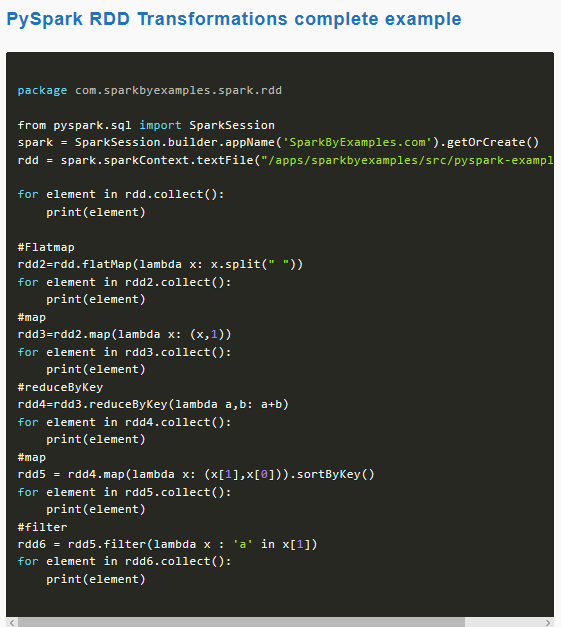 PySpark RDD Transformations complete example
package com.sparkbyexamples.spark.rdd
from pyspark.sql import SparkSession
spark = SparkSession.builder.appName('SparkByExamples.com').getOrCreate()
rdd = spark.sparkContext.textFile("/apps/sparkbyexamples/src/pyspark-exampl
for element in rdd.collect():
    print(element)
#Flatmap
rdd2=rdd.flatMap(lambda x: x.split(" "))
for element in rdd2.collect():
    print(element)
#map
rdd3=rdd2.map(lambda x: (x,1))
for element in rdd3.collect():
    print(element)
#reduceByKey
rdd4=rdd3.reduceByKey(lambda a,b: a+b)
for element in rdd4.collect():
    print(element)
#map
rdd5 = rdd4.map(lambda x: (x[1],x[0])).sortByKey()
for element in rdd5.collect():
    print(element)
#filter
rdd6 = rdd5.filter(lambda x : 'a' in x[1])
for element in rdd6.collect():
    print(element)